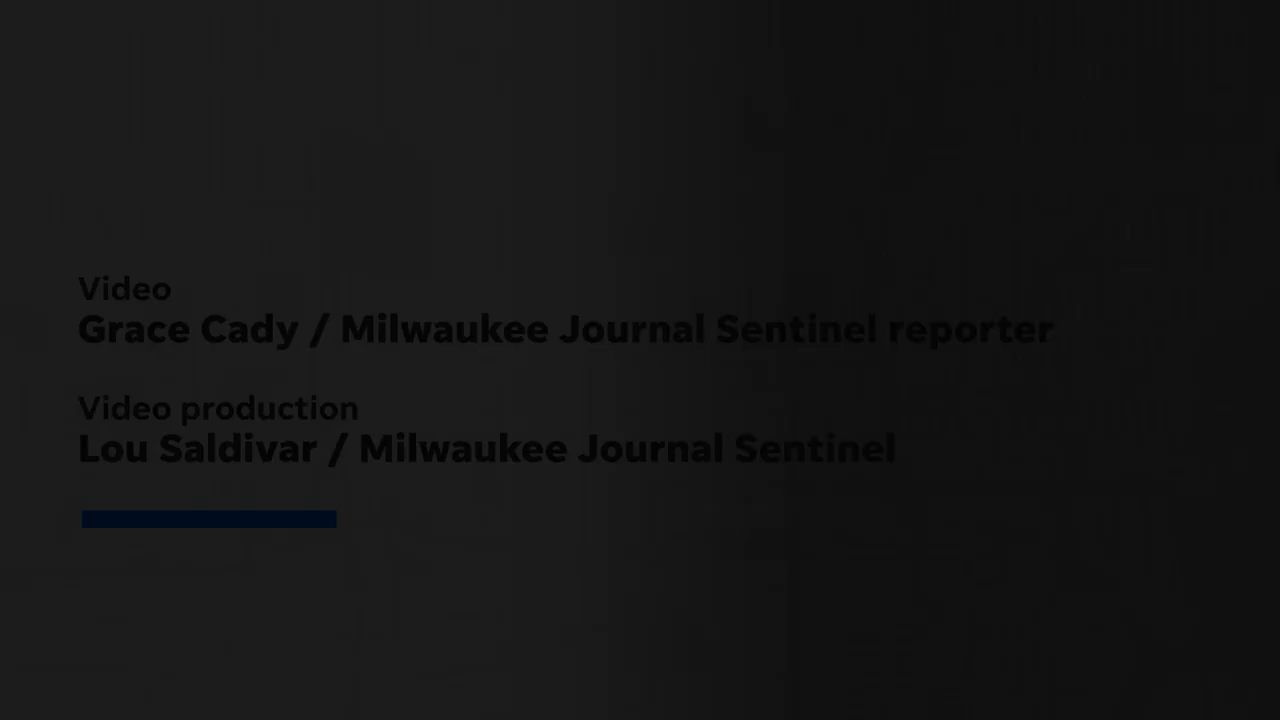 Video
Grace Cady / Milwaukee Journal Sentinel reporter
Video production
Lou Saldivar / Milwaukee Journal Sentinel